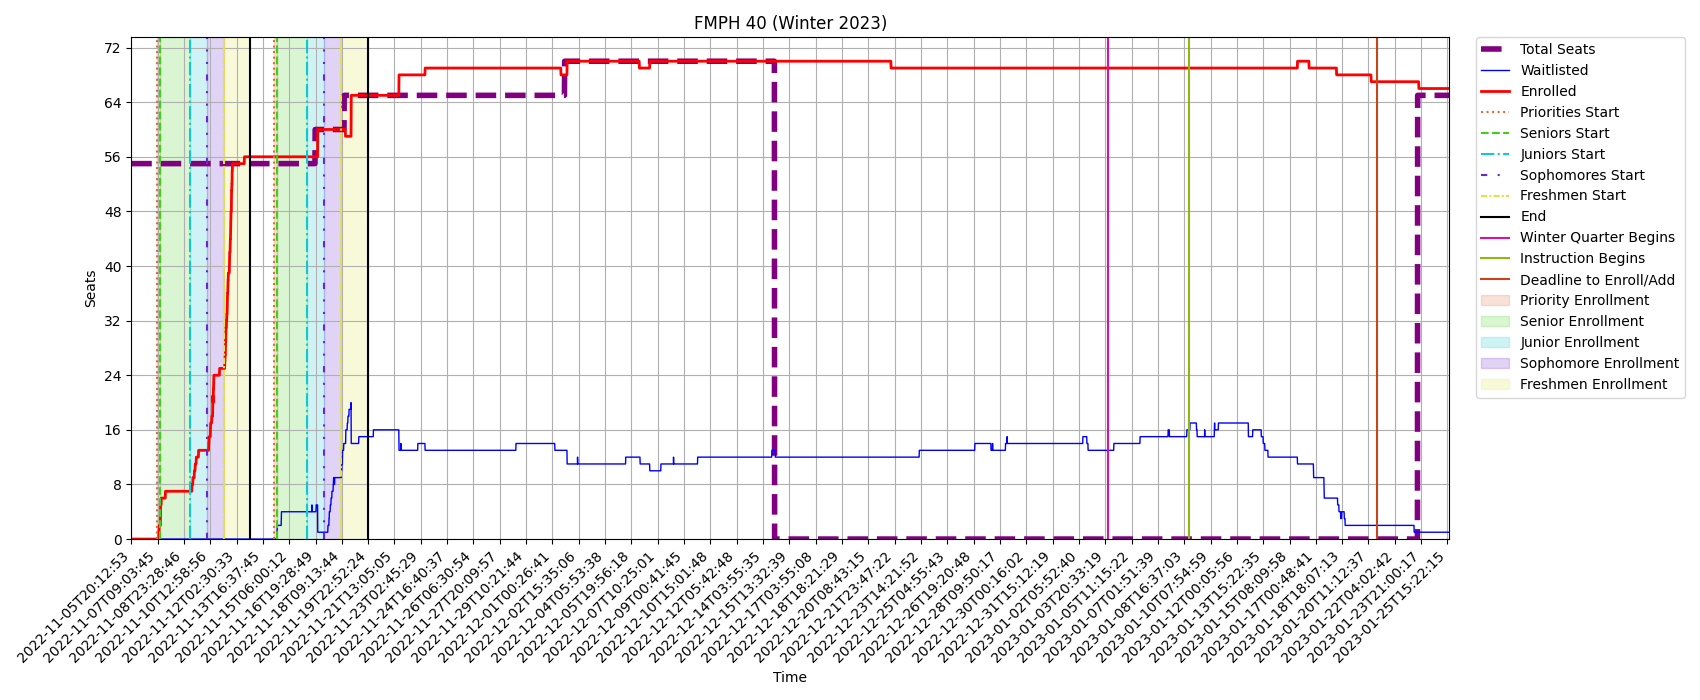 FMPH 40 (Winter 2023)
72
64
56
48
40
32
24
16
8
0
Seats
2022-11-05T20:12:53
2022-11-07T09:03:45
2022-11-08T23:28:46
2022-11-10T12:58:56
2022-11-12T02:30:33
2022-11-13T16:37:45
2022-11-15T06:00:12
2022-11-16T19:28:49
2022-11-18T09:13:44
2022-11-19T22:52:24
2022-11-21T13:05:05
2022-11-23T02:45:29
2022-11-24T16:40:37
2022-11-26T06:30:54
2022-11-27T20:09:57
2022-11-29T10:21:44
2022-12-01T00:26:41
2022-12-02T15:35:06
2022-12-04T05:53:38
2022-12-05T19:56:18
2022-12-07T10:25:01
2022-12-09T01:41:45
2022-12-10T15:01:48
2022-12-12T05:42:48
2022-12-14T03:55:35
2022-12-15T13:32:39
2022-12-17T03:55:08
2022-12-18T18:21:29
2022-12-20T08:43:15
2022-12-21T23:47:22
2022-12-23T14:21:52
2022-12-25T04:55:43
2022-12-26T19:20:48
2022-12-28T09:50:17
2022-12-30T00:16:02
2022-12-31T15:12:19
2023-01-02T05:52:40
2023-01-03T20:33:19
2023-01-05T11:15:22
2023-01-07T01:51:39
2023-01-08T16:37:03
2023-01-10T07:54:59
2023-01-12T00:05:56
2023-01-13T15:22:35
2023-01-15T08:09:58
2023-01-17T00:48:41
2023-01-18T18:07:13
2023-01-20T11:12:37
2023-01-22T04:02:42
2023-01-23T21:00:17
2023-01-25T15:22:15
Time
Total Seats
Waitlisted
Enrolled
Priorities Start
Seniors Start
Juniors Start
Sophomores Start
Freshmen Start
End
Winter Quarter Begins
Instruction Begins
Deadline to Enroll/Add
Priority Enrollment
Senior Enrollment
Junior Enrollment
Sophomore Enrollment
Freshmen Enrollment